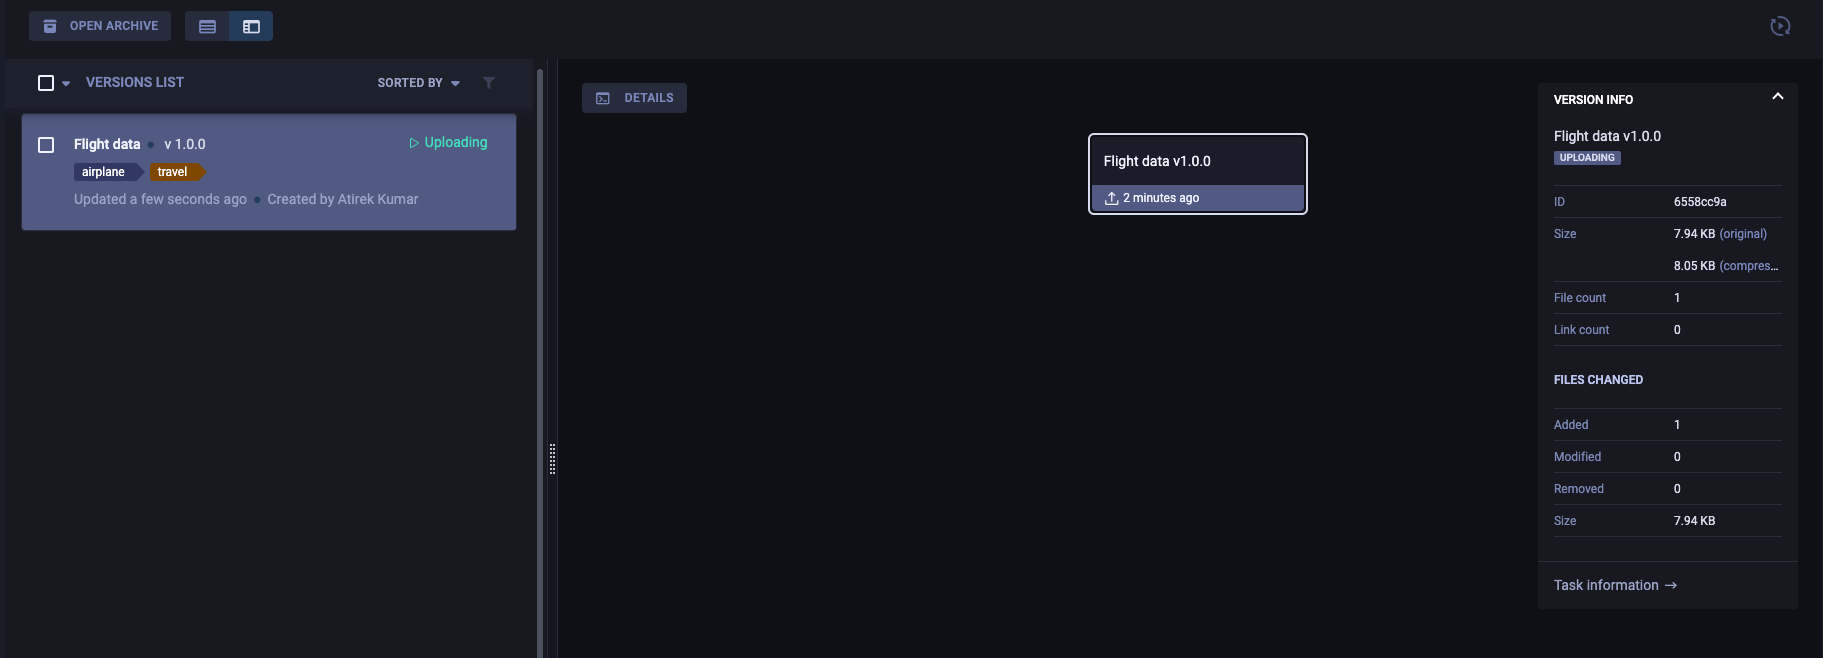 OPEN ARCHIVE
VERSIONS LIST
SORTED BY
Flight data • v 1.0.0
Uploading
airplane
travel
Updated a few seconds ago • Created by Atirek Kumar
DETAILS
Flight data v1.0.0
2 minutes ago
VERSION INFO
Flight data v1.0.0
UPLOADING
ID 6558cc9a
Size 7.94 KB (original)
8.05 KB (compres...
File count 1
Link count 0
FILES CHANGED
Added 1
Modified 0
Removed 0
Size 7.94 KB
Task information →